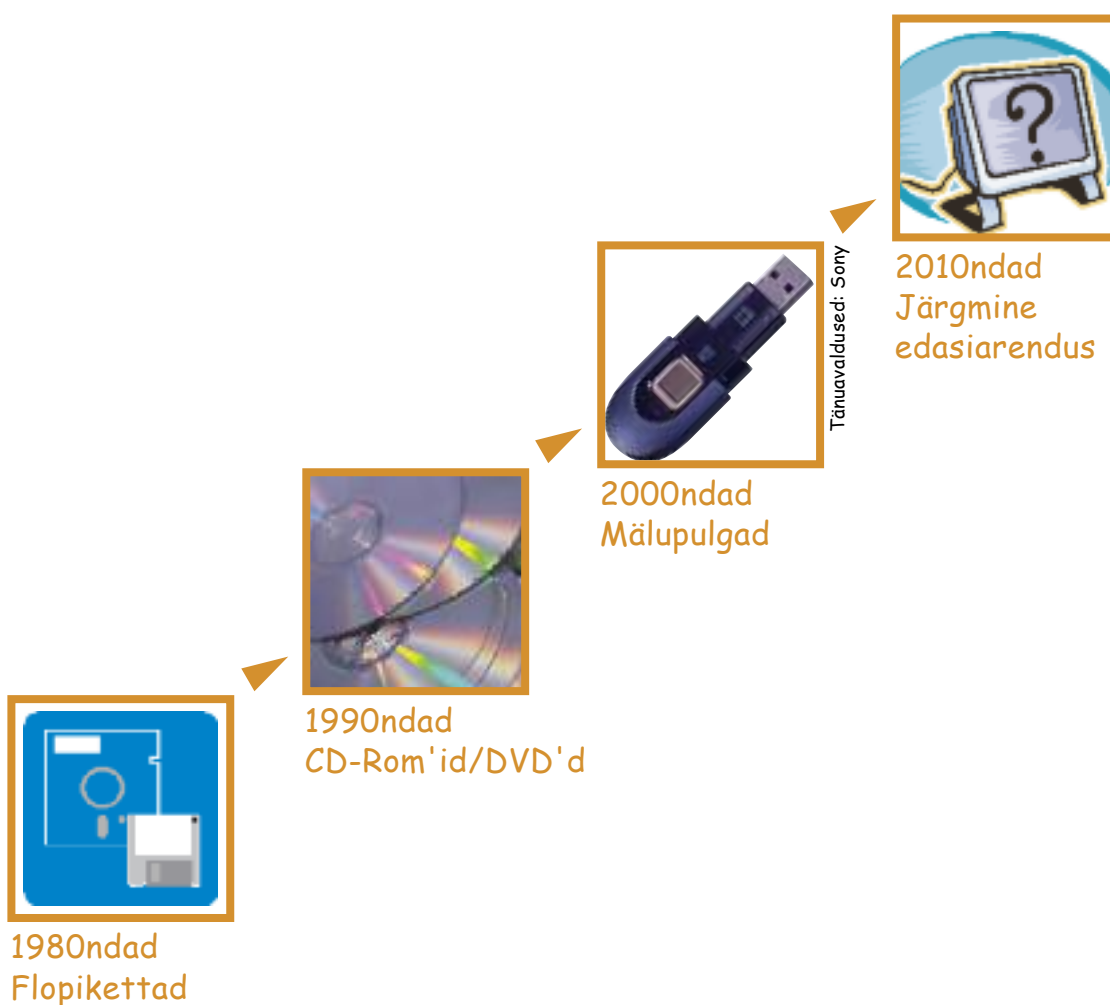 2010ndad
Järgmine
edasiarendus
Tänuavaldused: Sony
2000ndad
Mälupulgad
1990ndad
CD-Rom'id/DVD'd
1980ndad
Flopikettad